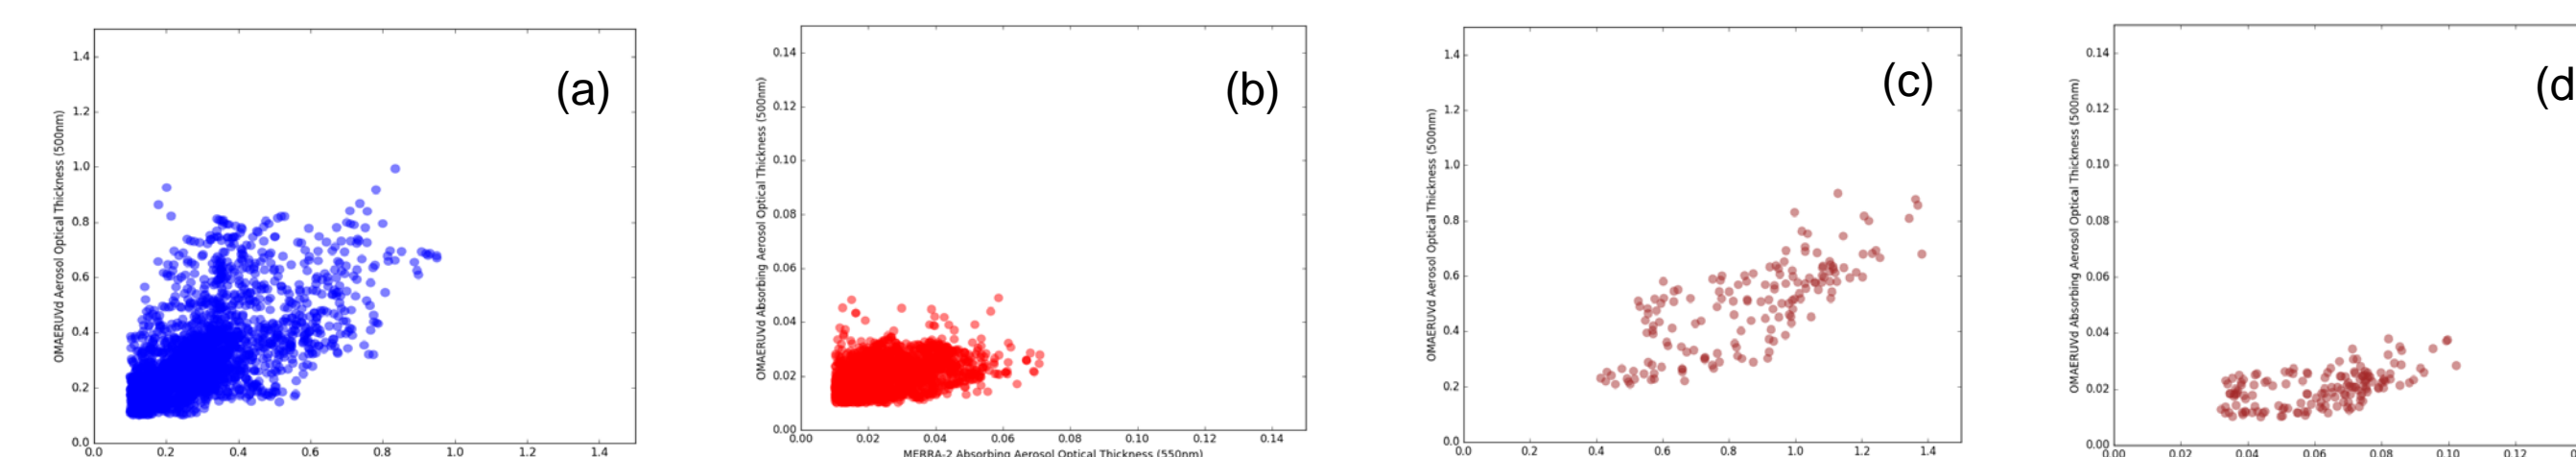 (a)
OMAERUVd Aerosol Optical Thickness (500nm)
1.4
1.2
1.0
0.8
0.6
0.4
0.2
0.0
0.0 0.2 0.4 0.6 0.8 1.0 1.2 1.4
(b)
OMAERUVd Absorbing Aerosol Optical Thickness (500nm)
0.14
0.12
0.10
0.08
0.06
0.04
0.02
0.00
0.00 0.02 0.04 0.06 0.08 0.10 0.12 0.14
MERRA-2 Absorbing Aerosol Optical Thickness (550nm)
(c)
OMAERUVd Aerosol Optical Thickness (500nm)
1.4
1.2
1.0
0.8
0.6
0.4
0.2
0.0
0.0 0.2 0.4 0.6 0.8 1.0 1.2 1.4
(d
OMAERUVd Absorbing Aerosol Optical Thickness (500nm)
0.14
0.12
0.10
0.08
0.06
0.04
0.02
0.00
0.00 0.02 0.04 0.06 0.08 0.10 0.12